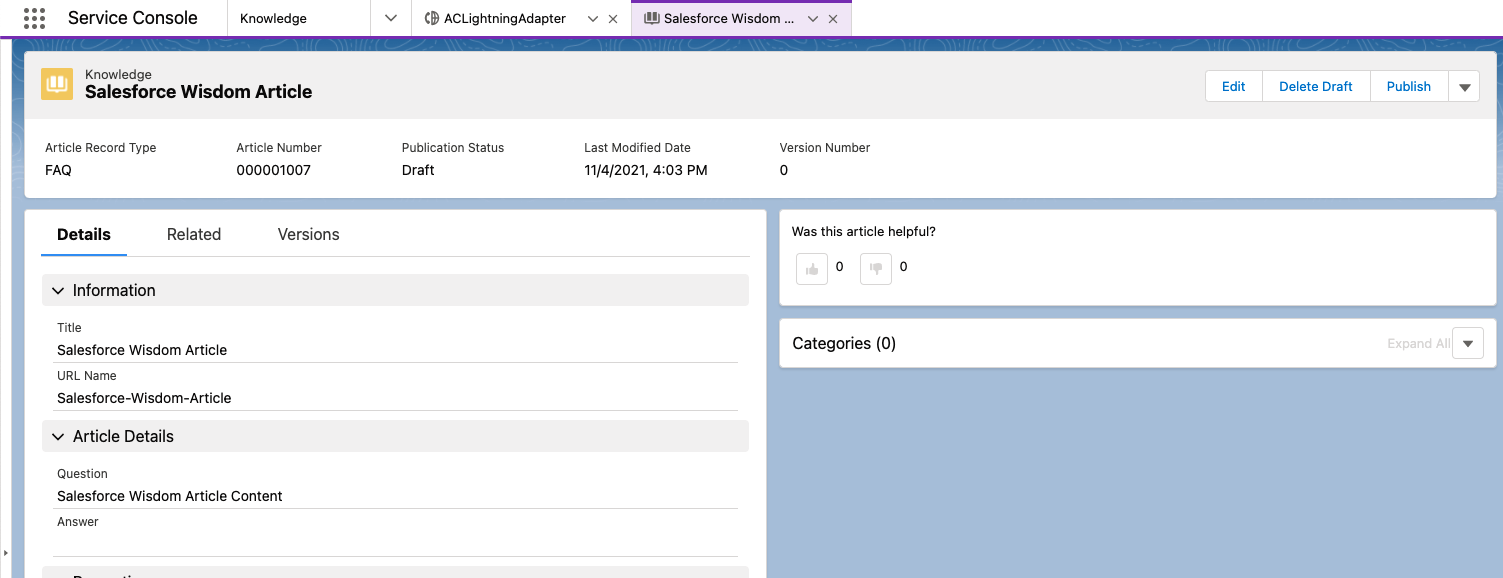 Service Console
Knowledge
ACLightningAdapter
Salesforce Wisdom ...
Knowledge
Salesforce Wisdom Article
Edit
Delete Draft
Publish
Article Record Type
Article Number
Publication Status
Last Modified Date
Version Number
FAQ
000001007
Draft
11/4/2021, 4:03 PM
0
Details
Related
Versions
Information
Title
Salesforce Wisdom Article
URL Name
Salesforce-Wisdom-Article
Article Details
Question
Salesforce Wisdom Article Content
Answer
Was this article helpful?
0
0
Categories (0)
Expand All